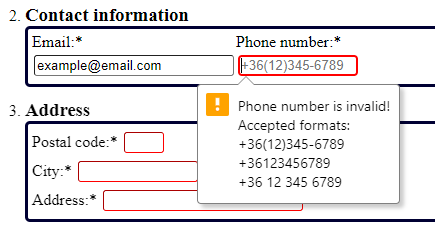 2. Contact information
Email:* Phone number:*
example@email.com +36(12)345-6789
Phone number is invalid!
Accepted formats:
+36(12)345-6789
+36123456789
+36 12 345 6789
3. Address
Postal code:*
City:*
Address:*